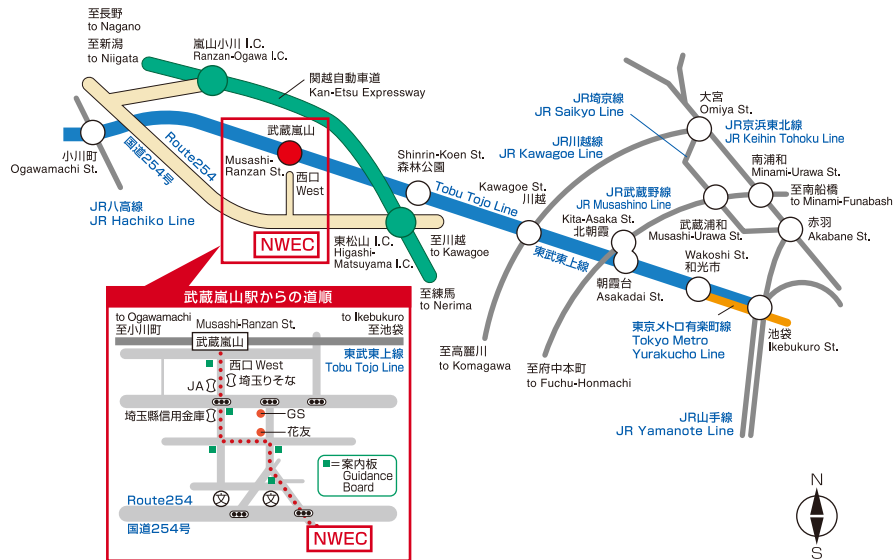 至長野
to Nagano
至新潟
to Niigata
嵐山小川 I.C.
Ranzan-Ogawa I.C.
関越自動車道
Kan-Etsu Expressway
小川町
Ogawamachi St.
Route254
国道254号
武蔵嵐山
Musashi-
Ranzan St.
西口
West
NWEC
JR八高線
JR Hachiko Line
東松山 I.C.
Higashi-
Matsuyama I.C.
至川越
to Kawagoe
至練馬
to Nerima
Shinrin-Koen St.
森林公園
Tobu Tojo Line
東武東上線
Kawagoe St.
川越
JR川越線
JR Kawagoe Line
JR埼京線
JR Saikyo Line
大宮
Omiya St.
JR京浜東北線
JR Keihin Tohoku Line
南浦和
Minami-Urawa St.
至南船橋
to Minami-Funabash
JR武蔵野線
JR Musashino Line
Kita-Asaka St.
北朝霞
武蔵浦和
Musashi-Urawa St.
赤羽
Akabane St.
朝霞台
Asakadai St.
Wakoshi St.
和光市
東京メトロ有楽町線
Tokyo Metro
Yurakucho Line
池袋
Ikebukuro St.
至高麗川
to Komagawa
至府中本町
to Fuchu-Honmachi
JR山手線
JR Yamanote Line
N
S
武蔵嵐山駅からの道順
to Ogawamachi
至小川町
Musashi-Ranzan St.
武蔵嵐山
to Ikebukuro
至池袋
東武東上線
Tobu Tojo Line
西口 West
JA
埼玉りそな
埼玉縣信用金庫
GS
花友
=案内板
Guidance
Board
文
文
Route254
国道254号
NWEC